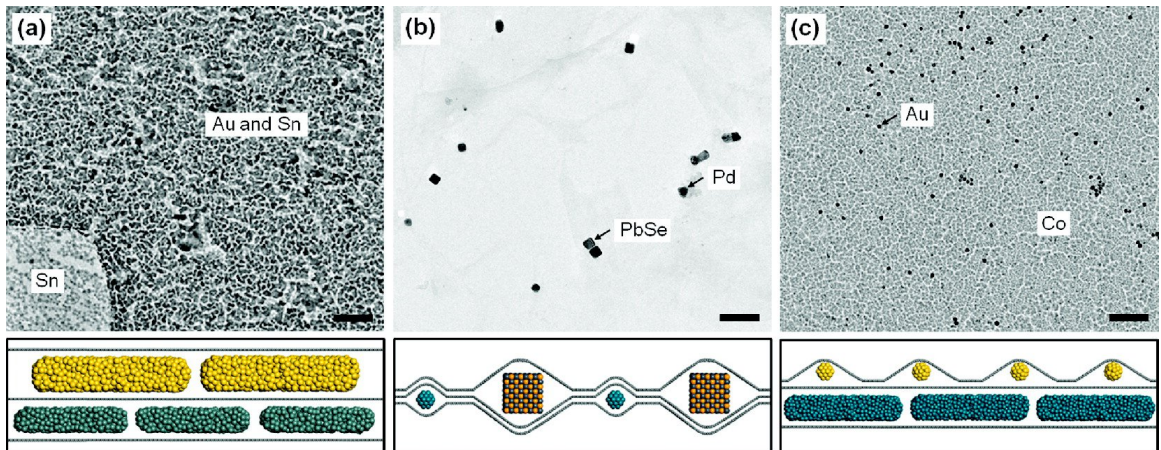 (a)
Au and Sn
Sn
(b)
Pd
PbSe
(c)
Au
Co